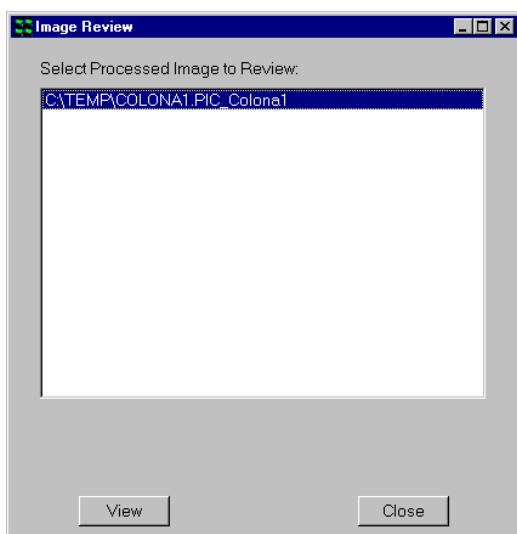 Image Review
Select Processed Image to Review:
C:\TEMP\COLONA1.PIC_Colona1
View
Close